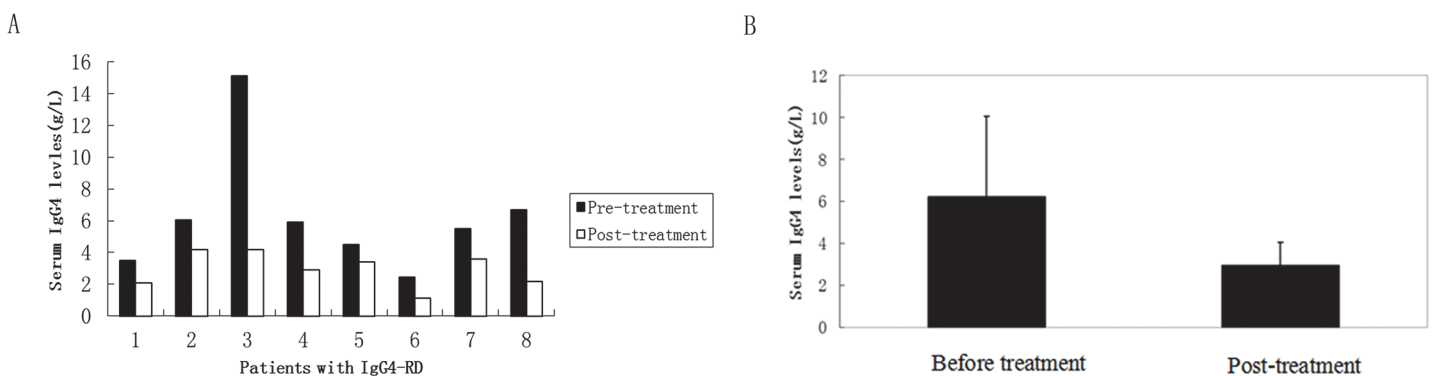 A
Serum IgG4 levles(g/L)
16
14
12
10
8
6
4
2
0
1 2 3 4 5 6 7 8
Patients with IgG4-RD
Pre-treatment
Post-treatment
B
Serum IgG4 levels(g/L)
12
10
8
6
4
2
0
Before treatment Post-treatment